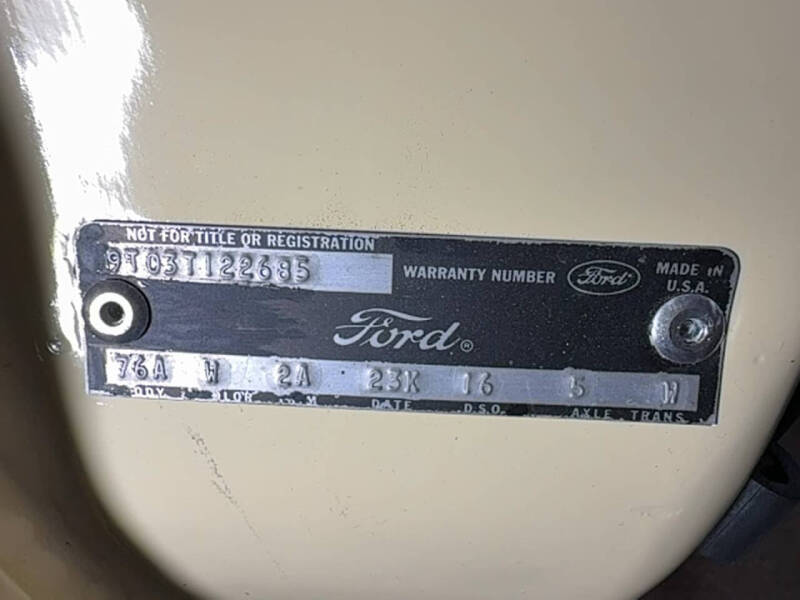 NOT FOR TITLE OR REGISTRATION
9T03T122685
WARRANTY NUMBER
Ford
MADE IN
U.S.A.
Ford®
76A W 2A 23K 16 5 W
DATE D.S.O. AXLE TRANS.